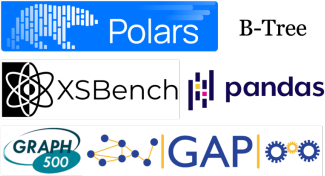 Polars
B-Tree
XSBench
pandas
GRAPH
500
GAP